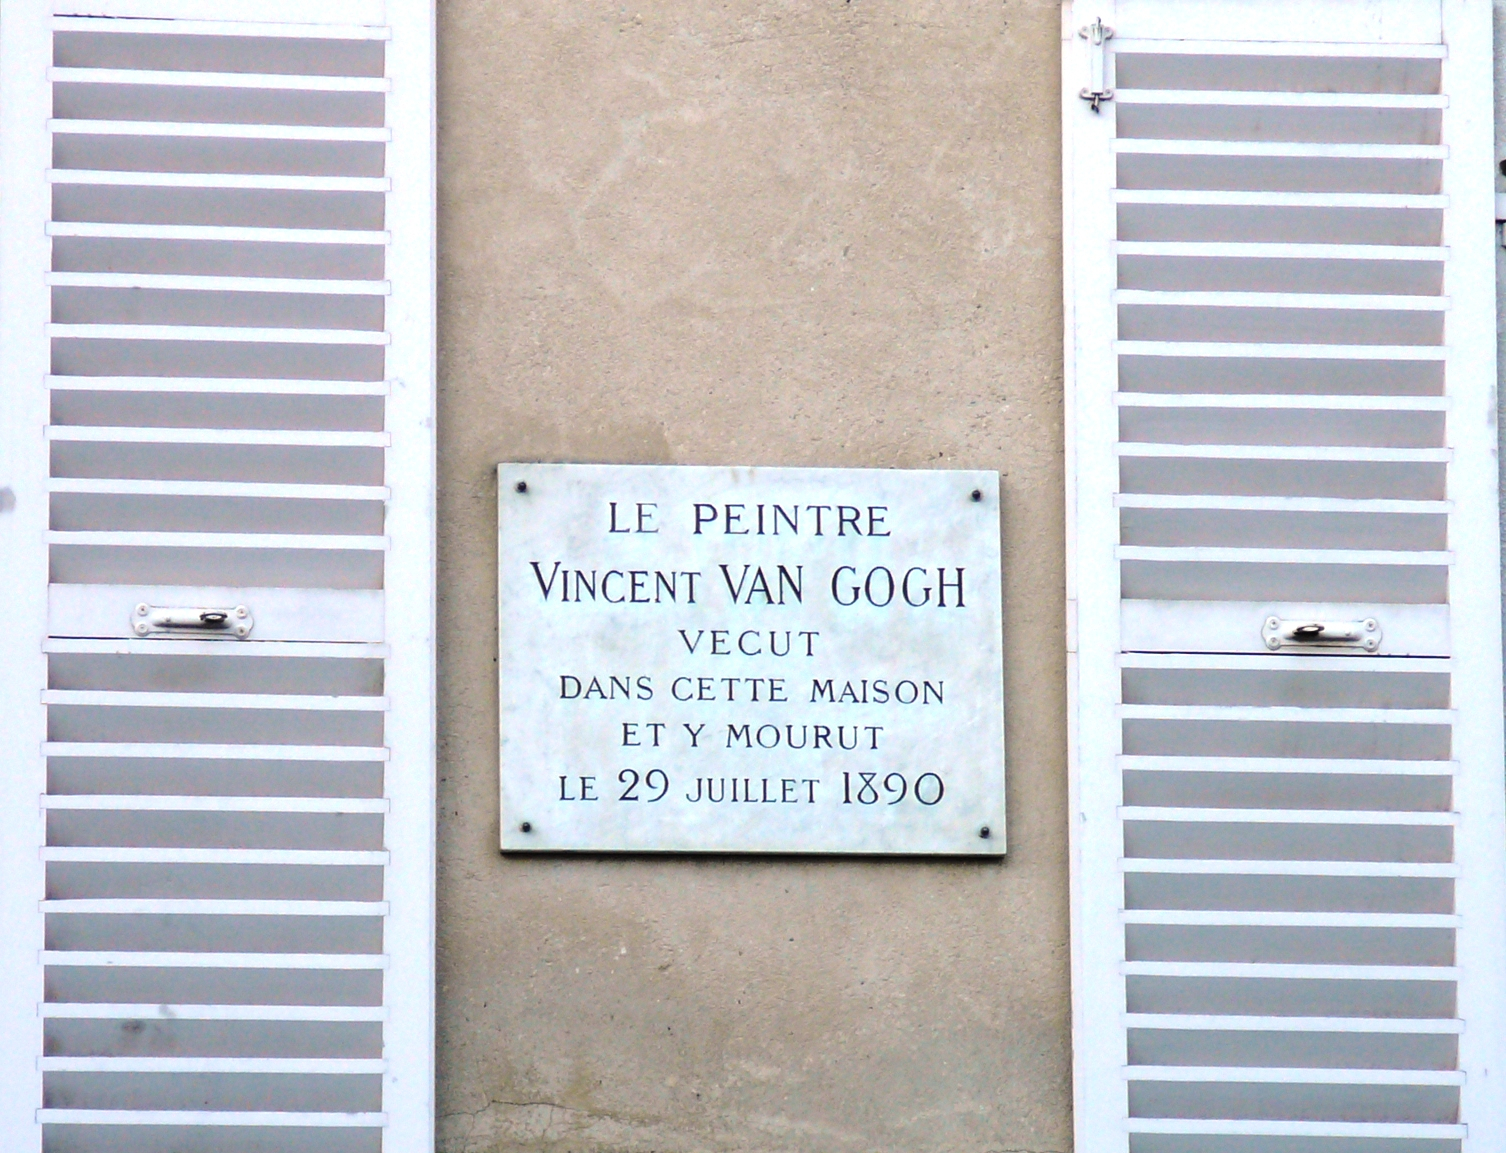 LE PEINTRE
VINCENT VAN GOGH
VECUT
DANS CETTE MAISON
ET Y MOURUT
LE 29 JUILLET 1890